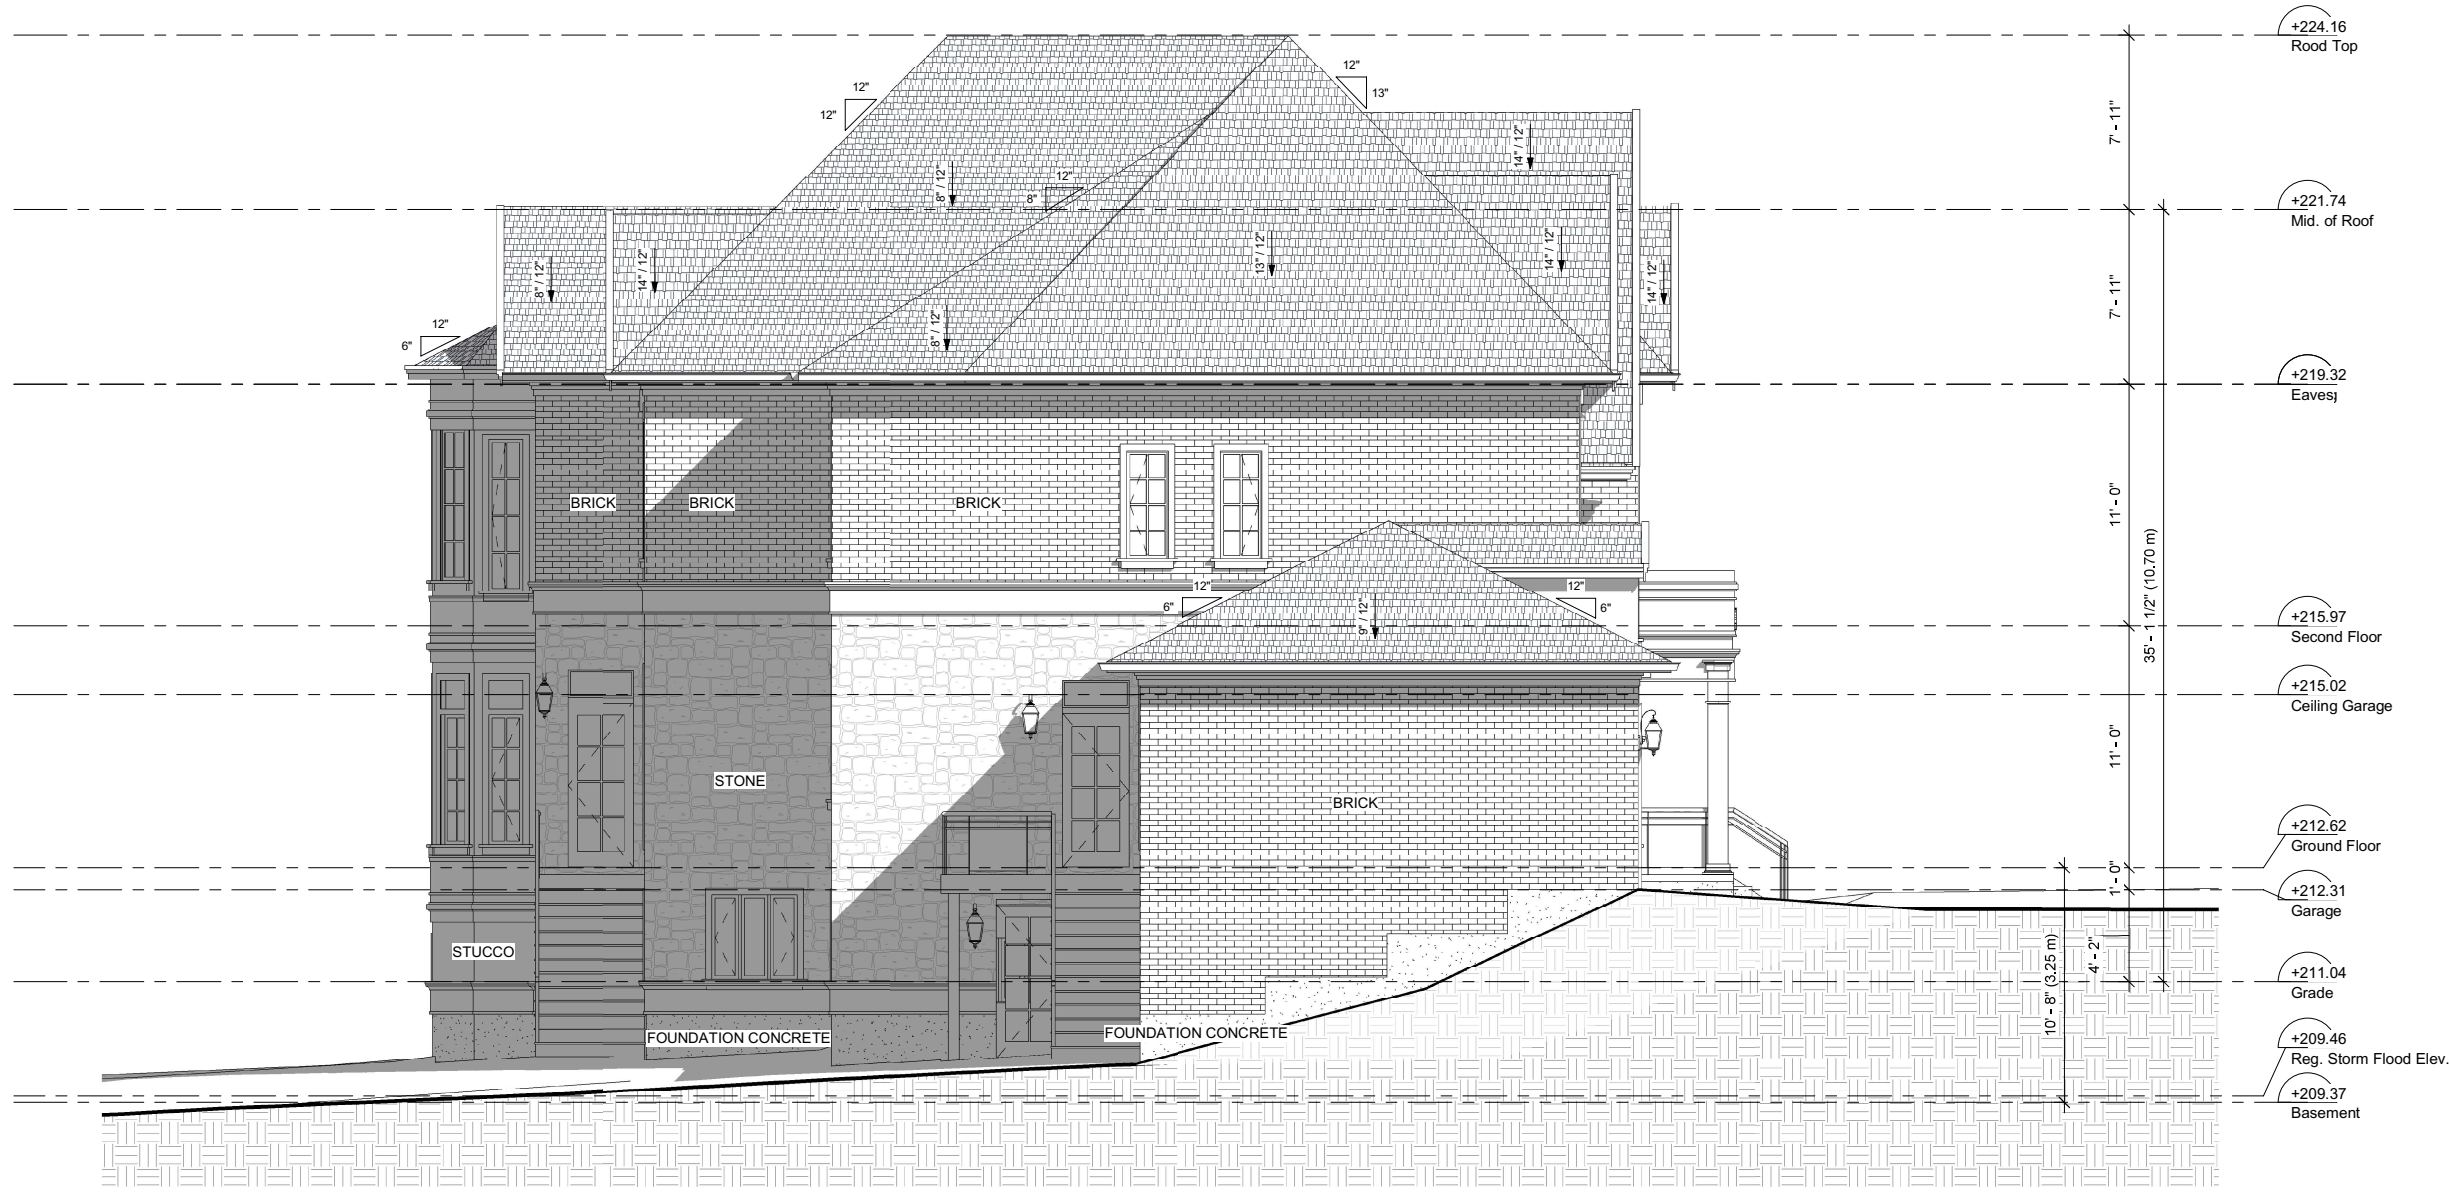 +224.16
Rood Top
12"
12"
12"
13"
7' - 11"
14" / 12"
8" / 12"
12"
8"
+221.74
Mid. of Roof
8" / 12"
14" / 12"
13" / 12"
14" / 12"
14" / 12"
7' - 11"
8" / 12"
12"
6"
+219.32
Eaves
BRICK
BRICK
BRICK
11' - 0"
35' - 1 1/2" (10.70 m)
12"
6"
9" / 12"
12"
6"
+215.97
Second Floor
+215.02
Ceiling Garage
11' - 0"
STONE
BRICK
+212.62
Ground Floor
1' - 0"
+212.31
Garage
STUCCO
10' - 8" (3.25 m)
4' - 2"
+211.04
Grade
FOUNDATION CONCRETE
FOUNDATION CONCRETE
+209.46
Reg. Storm Flood Elev.
+209.37
Basement